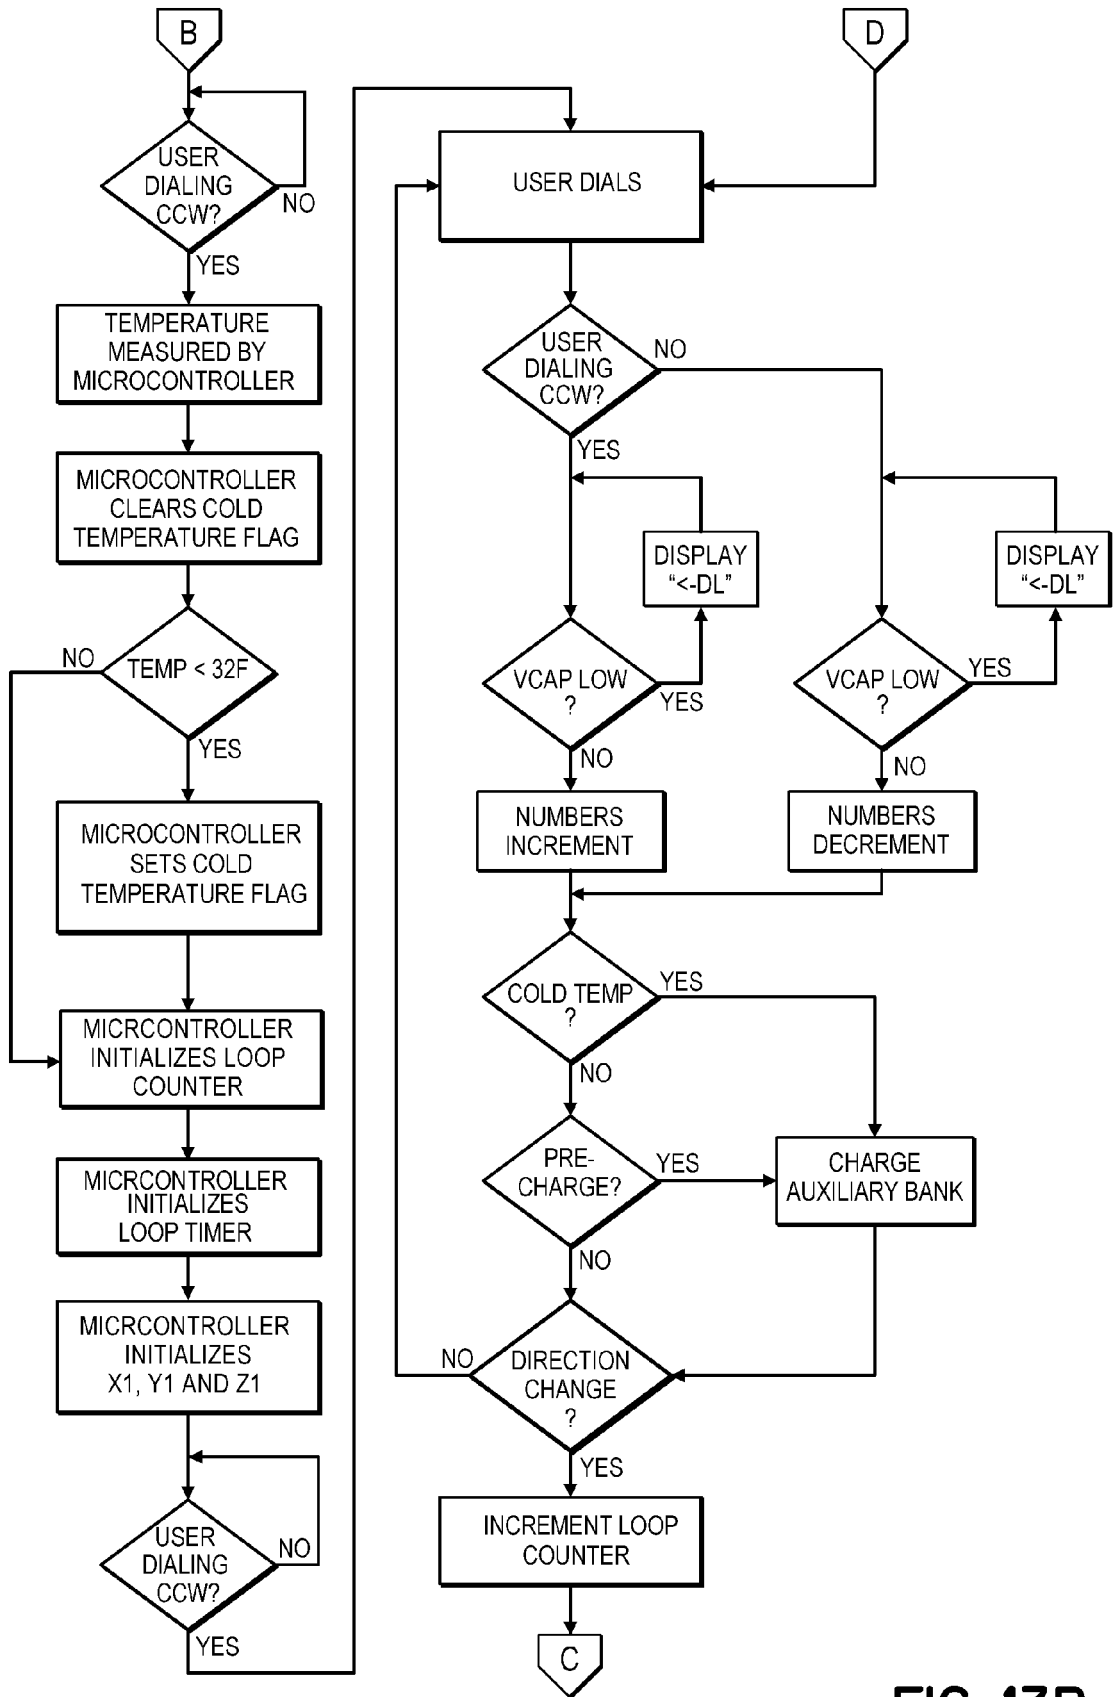 B
USER
DIALING
CCW?
NO
YES
TEMPERATURE
MEASURED BY
MICROCONTROLLER
MICROCONTROLLER
CLEARS COLD
TEMPERATURE FLAG
NO
TEMP < 32F
YES
MICROCONTROLLER
SETS COLD
TEMPERATURE FLAG
MICRCONTROLLER
INITIALIZES LOOP
COUNTER
MICRCONTROLLER
INITIALIZES
LOOP TIMER
MICRCONTROLLER
INITIALIZES
X1, Y1 AND Z1
USER
DIALING
CCW?
NO
YES
D
USER DIALS
USER
DIALING
CCW?
NO
YES
DISPLAY
"<-DL"
DISPLAY
"<-DL"
VCAP LOW
?
YES
NO
VCAP LOW
?
YES
NO
NUMBERS
INCREMENT
NUMBERS
DECREMENT
COLD TEMP
?
YES
NO
PRE-
CHARGE?
YES
NO
CHARGE
AUXILIARY BANK
NO
DIRECTION
CHANGE
?
YES
INCREMENT LOOP
COUNTER
C